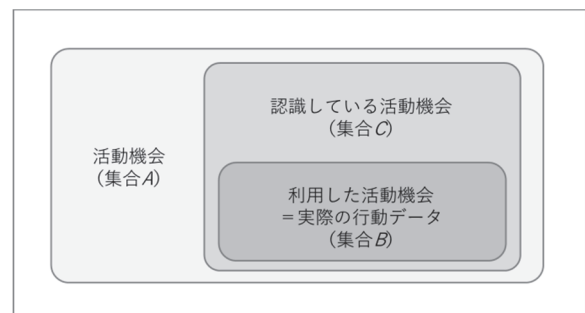 認識している活動機会
（集合C）
活動機会
（集合A）
利用した活動機会
＝実際の行動データ
（集合B）